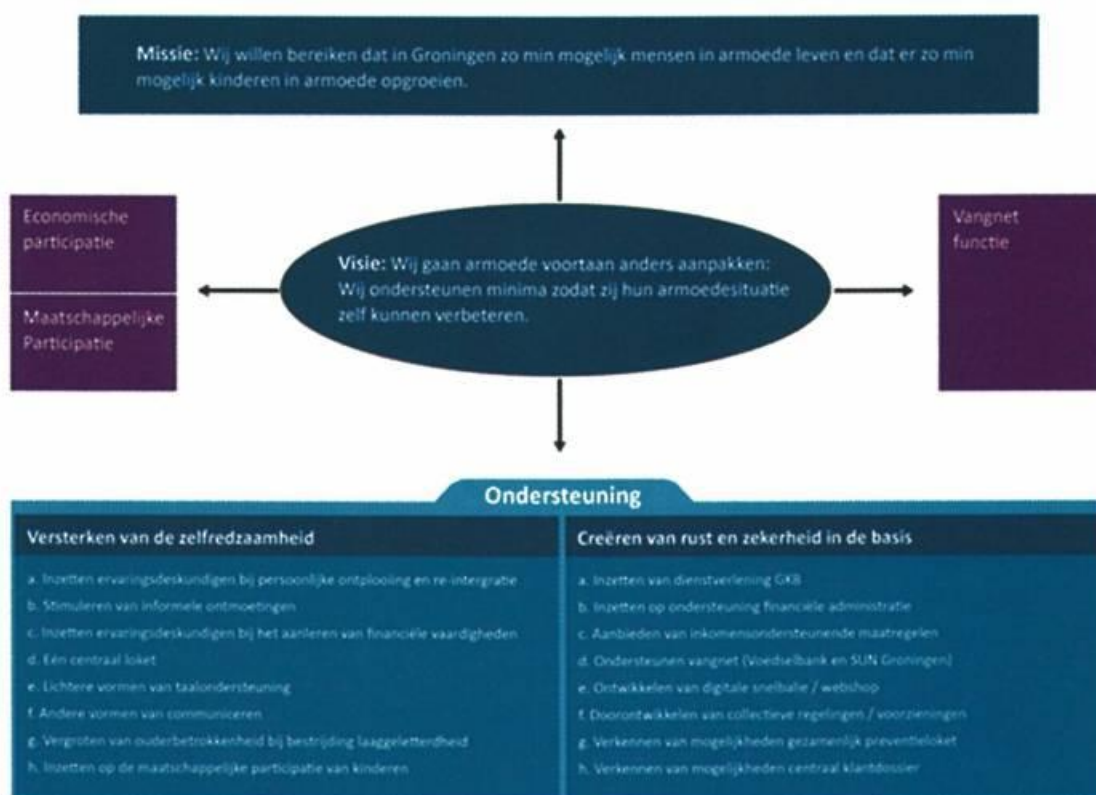 Missie: Wij willen bereiken dat in Groningen zo min mogelijk mensen in armoede leven en dat er zo min
mogelijk kinderen in armoede opgroeien.
Economische
participatie
Maatschappelijke
Participatie
Visie: Wij gaan armoede voortaan anders aanpakken:
Wij ondersteunen minima zodat zij hun armoedesituatie
zelf kunnen verbeteren.
Vangnet
functie
Ondersteuning
Versterken van de zelfredzaamheid
a. Inzetten ervaringsdeskundigen bij persoonlijke ontplooiing en re-intergratie
b. Stimuleren van informele ontmoetingen
c. Inzetten ervaringsdeskundigen bij het aanleren van financiële vaardigheden
d. Eén centraal loket
e. Lichtere vormen van taalondersteuning
f. Andere vormen van communiceren
g. Vergroten van ouderbetrokkenheid bij bestrijding laaggeletterdheid
h. Inzetten op de maatschappelijke participatie van kinderen
Creëren van rust en zekerheid in de basis
a. Inzetten van dienstverlening GKB
b. Inzetten op ondersteuning financiële administratie
c. Aanbieden van inkomensondersteunende maatregelen
d. Ondersteunen vangnet (Voedselbank en SUN Groningen)
e. Ontwikkelen van digitale snelbalie / webshop
f. Doorontwikkelen van collectieve regelingen / voorzieningen
g. Verkennen van mogelijkheden gezamenlijk preventieloket
h. Verkennen van mogelijkheden centraal klantdossier